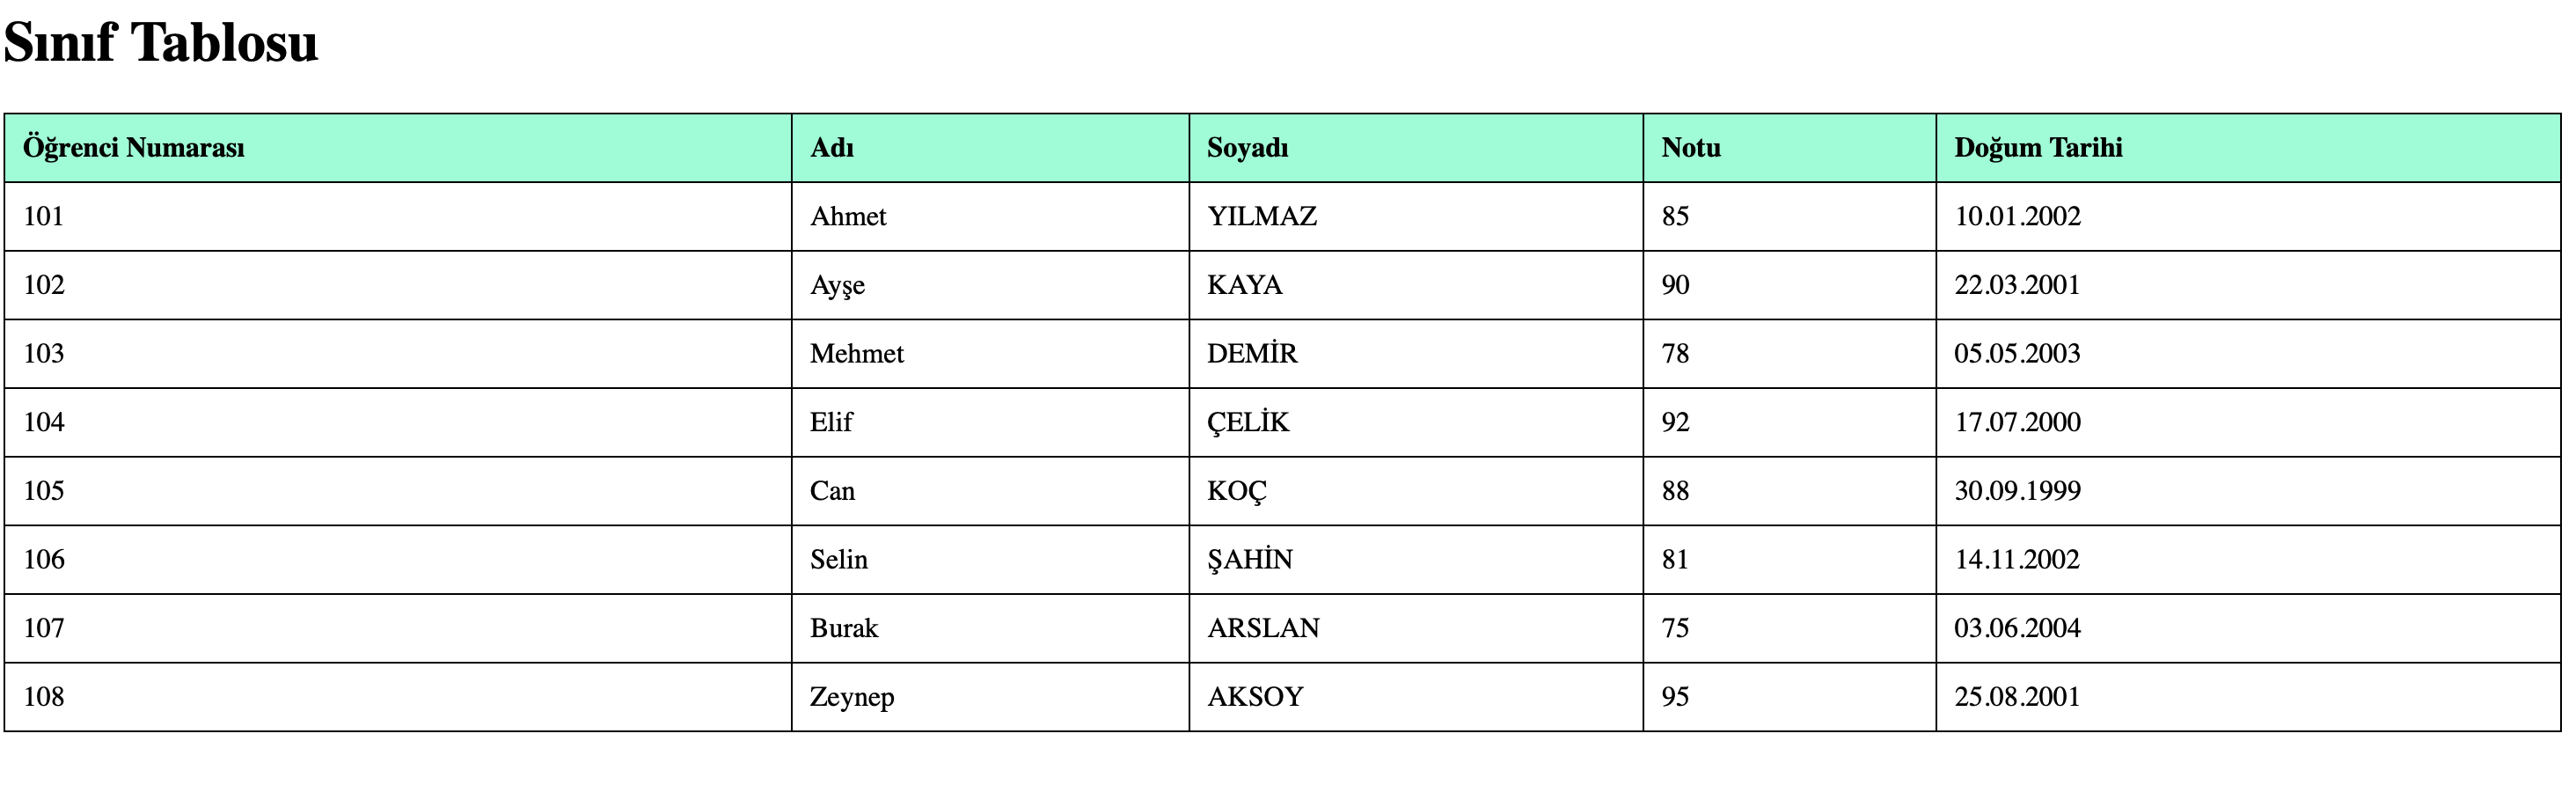 Sınıf Tablosu
Öğrenci Numarası Adı Soyadı Notu Doğum Tarihi
101 Ahmet YILMAZ 85 10.01.2002
102 Ayşe KAYA 90 22.03.2001
103 Mehmet DEMİR 78 05.05.2003
104 Elif ÇELİK 92 17.07.2000
105 Can KOÇ 88 30.09.1999
106 Selin ŞAHİN 81 14.11.2002
107 Burak ARSLAN 75 03.06.2004
108 Zeynep AKSOY 95 25.08.2001